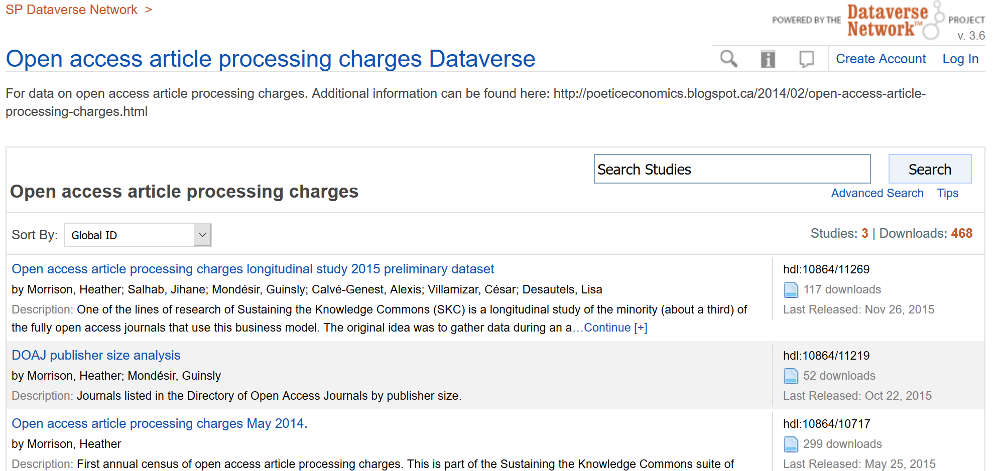 SP Dataverse Network >
POWERED BY THE Dataverse Network™ PROJECT
v. 3.6
Open access article processing charges Dataverse
Create Account Log In
For data on open access article processing charges. Additional information can be found here: http://poeticeconomics.blogspot.ca/2014/02/open-access-article-
processing-charges.html
Search Studies Search
Open access article processing charges
Advanced Search Tips
Sort By: Global ID
Studies: 3 | Downloads: 468
Open access article processing charges longitudinal study 2015 preliminary dataset
by Morrison, Heather; Salhab, Jihane; Mondésir, Guinsly; Calvé-Genest, Alexis; Villamizar, César; Desautels, Lisa
Description: One of the lines of research of Sustaining the Knowledge Commons (SKC) is a longitudinal study of the minority (about a third) of
the fully open access journals that use this business model. The original idea was to gather data during an a…Continue [+]
hdl:10864/11269
117 downloads
Last Released: Nov 26, 2015
DOAJ publisher size analysis
by Morrison, Heather; Mondésir, Guinsly
Description: Journals listed in the Directory of Open Access Journals by publisher size.
hdl:10864/11219
52 downloads
Last Released: Oct 22, 2015
Open access article processing charges May 2014.
by Morrison, Heather
Description: First annual census of open access article processing charges. This is part of the Sustaining the Knowledge Commons suite of
hdl:10864/10717
299 downloads
Last Released: May 25, 2015